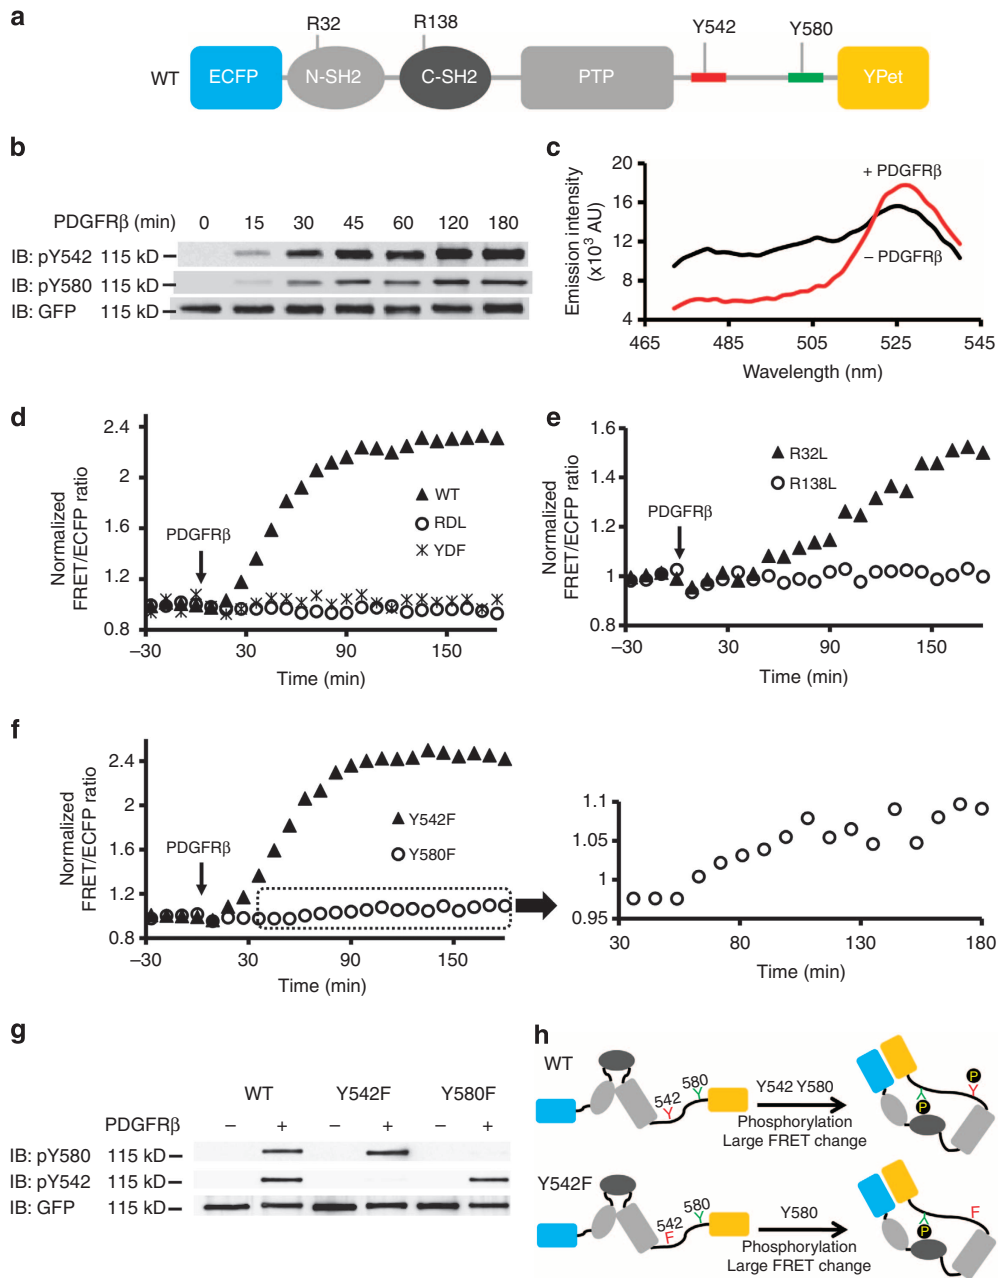 a
R32 R138 Y542 Y580
WT ECFP N-SH2 C-SH2 PTP YPet
b
PDGFRβ (min) 0 15 30 45 60 120 180
IB: pY542 115 kD
IB: pY580 115 kD
IB: GFP 115 kD
c
Emission intensity
(x10³ AU)
20
16
12
8
4
+ PDGFRβ
– PDGFRβ
465 485 505 525 545
Wavelength (nm)
d
Normalized
FRET/ECFP ratio
2.4
2
1.6
1.2
0.8
PDGFRβ
WT
RDL
YDF
–30 30 90 150
Time (min)
e
Normalized
FRET/ECFP ratio
1.6
1.4
1.2
1
0.8
PDGFRβ
R32L
R138L
–30 30 90 150
Time (min)
f
Normalized
FRET/ECFP ratio
2.4
2
1.6
1.2
0.8
PDGFRβ
Y542F
Y580F
–30 30 90 150
Time (min)
1.1
1.05
1
0.95
30 80 130 180
Time (min)
g
WT Y542F Y580F
PDGFRβ – + – + – +
IB: pY580 115 kD
IB: pY542 115 kD
IB: GFP 115 kD
h
WT
542
Y
580
Y
Y542 Y580
Phosphorylation
Large FRET change
Y
P
P
Y
Y542F
542
F
580
Y
Y580
Phosphorylation
Large FRET change
Y
P
F